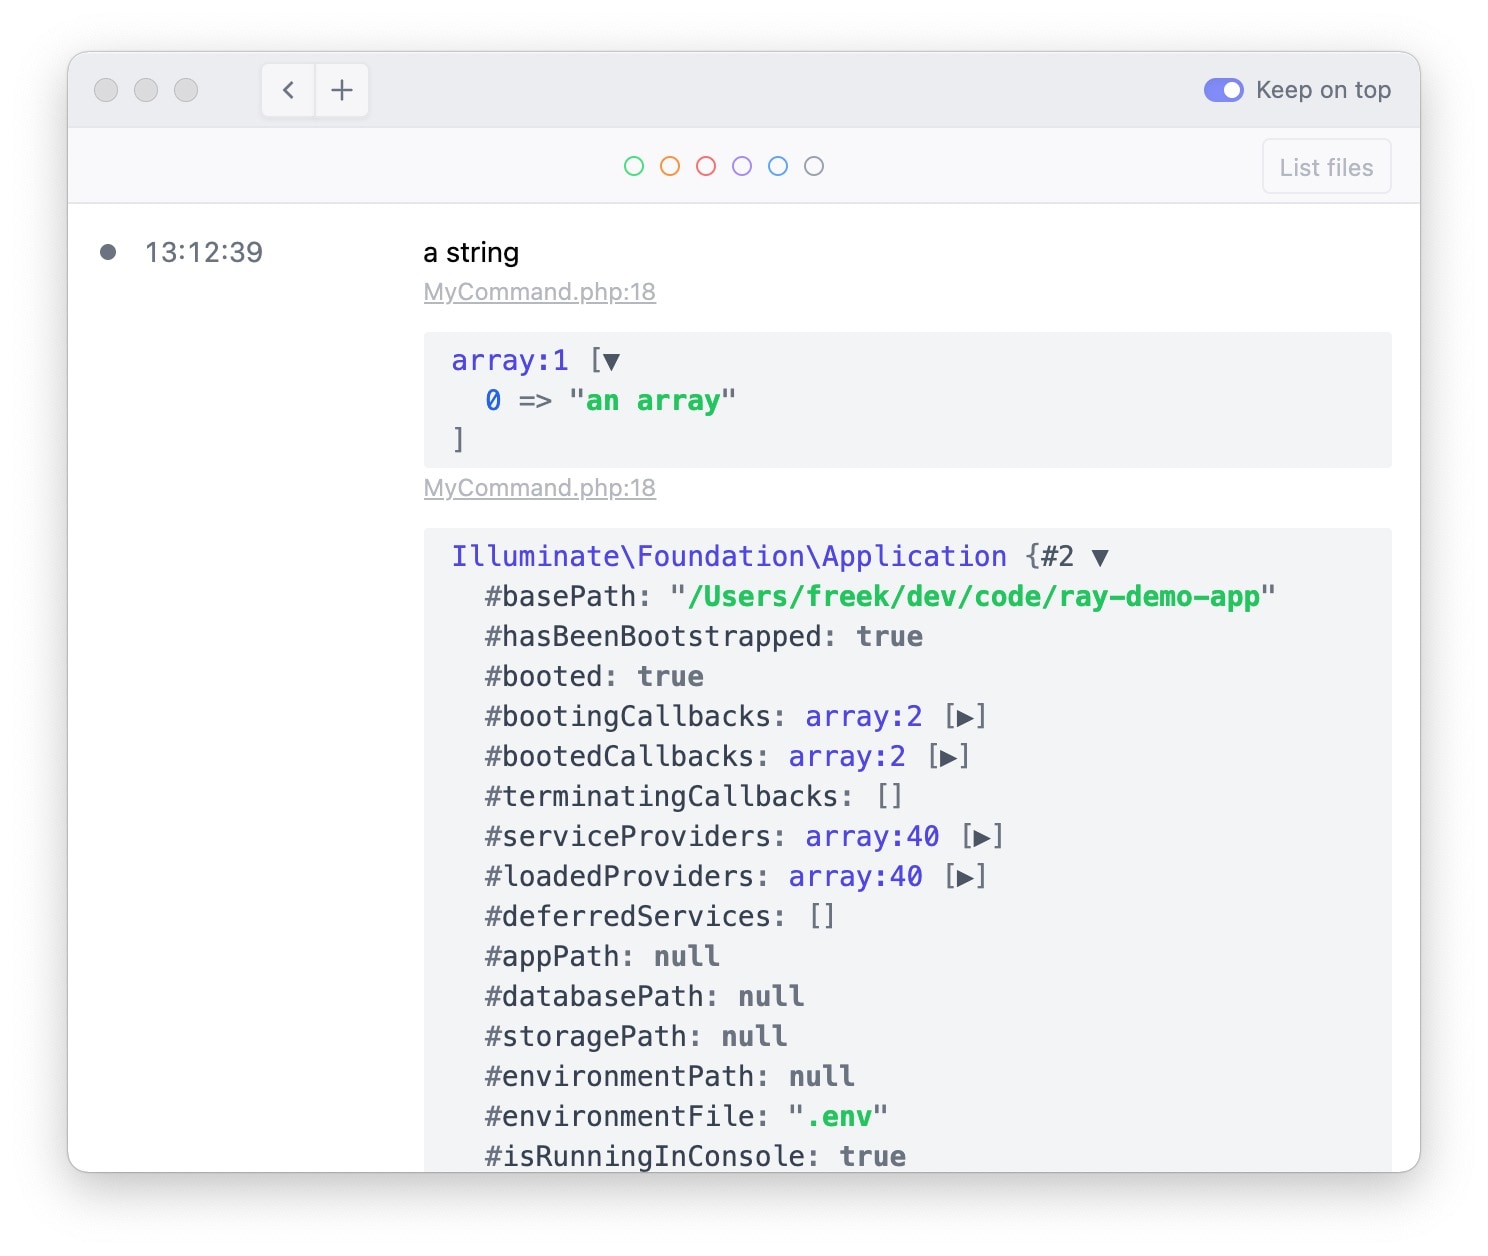 Keep on top
List files
13:12:39
a string
MyCommand.php:18
array:1 [▼
  0 => "an array"
]
MyCommand.php:18
Illuminate\Foundation\Application {#2 ▼
  #basePath: "/Users/freek/dev/code/ray-demo-app"
  #hasBeenBootstrapped: true
  #booted: true
  #bootingCallbacks: array:2 [▶]
  #bootedCallbacks: array:2 [▶]
  #terminatingCallbacks: []
  #serviceProviders: array:40 [▶]
  #loadedProviders: array:40 [▶]
  #deferredServices: []
  #appPath: null
  #databasePath: null
  #storagePath: null
  #environmentPath: null
  #environmentFile: ".env"
  #isRunningInConsole: true